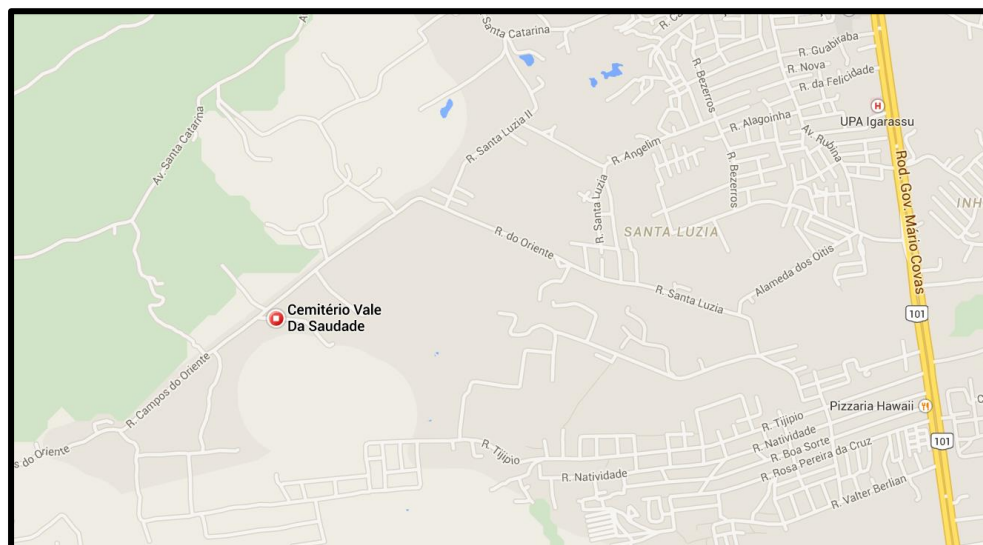 Santa Catarina
R. Guabiraba
R. Nova
R. da Felicidade
R. Bezerros
H
UPA Igarassu
R. Alagoinha
Av. Rubina
R. Santa Luzia II
R. Angelim
Av. Santa Catarina
R. Bezerros
R. Santa Luzia
Rod. Gov. Mário Covas
INH
SANTA LUZIA
R. do Oriente
Alameda dos Oitis
R. Santa Luzia
Cemitério Vale
Da Saudade
101
R. Campos do Oriente
Pizzaria Hawaii
R. Tijipio
s do Oriente
R. Natividade
101
R. Boa Sorte
R. Tijipio
R. Rosa Pereira da Cruz
R. Natividade
R. Valter Berlian